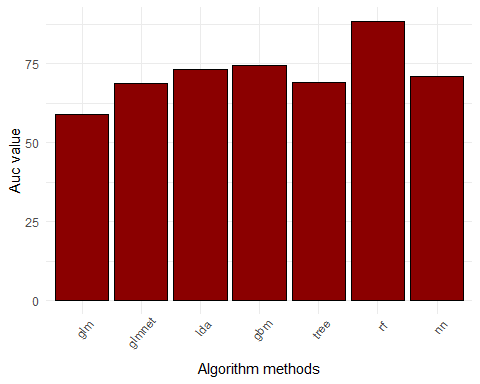 Auc value
75
50
25
0
glm
glmnet
lda
gbm
tree
rf
nn
Algorithm methods